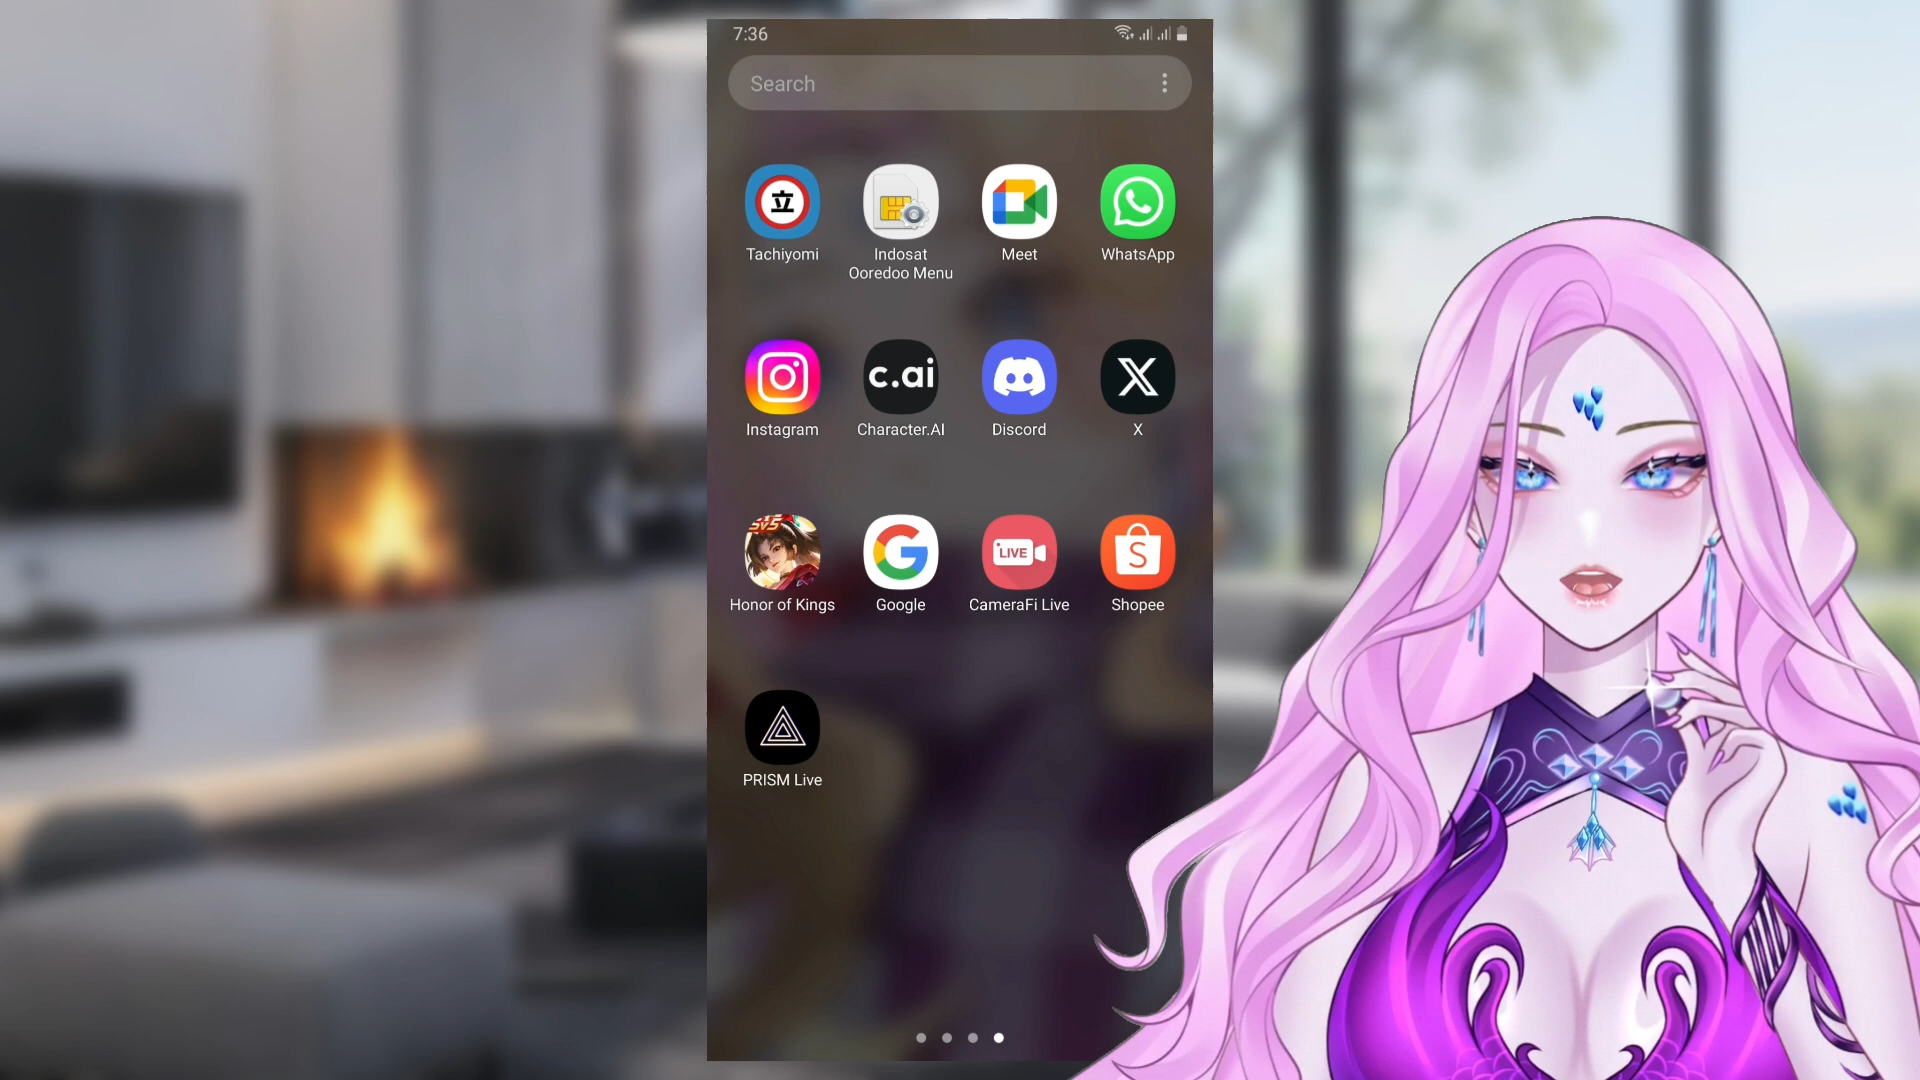 7:36
Search
立
Tachiyomi
Indosat
Ooredoo Menu
Meet
WhatsApp
c.ai
Instagram
Character.AI
Discord
X
5v5
LIVE
S
Honor of Kings
Google
CameraFi Live
Shopee
PRISM Live